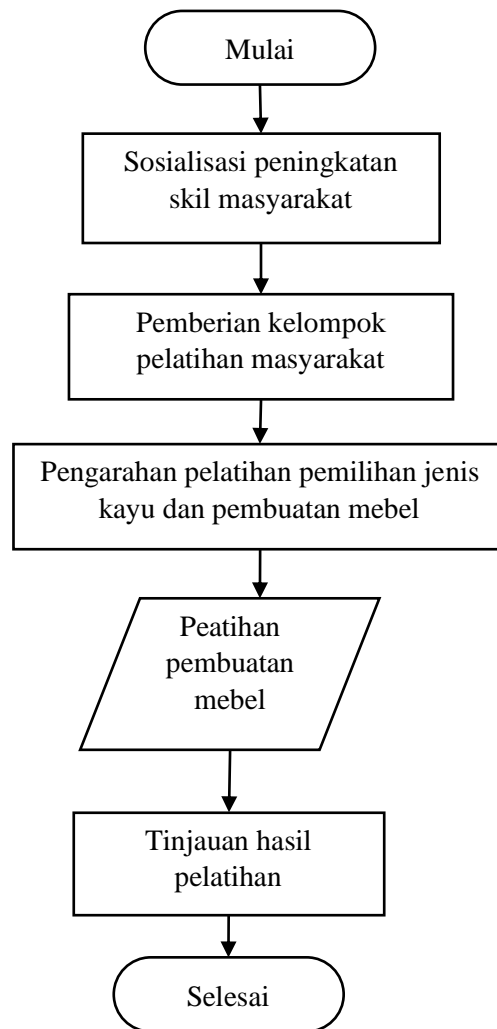 Mulai
Sosialisasi peningkatan
skil masyarakat
Pemberian kelompok
pelatihan masyarakat
Pengarahan pelatihan pemilihan jenis
kayu dan pembuatan mebel
Peatihan
pembuatan
mebel
Tinjauan hasil
pelatihan
Selesai